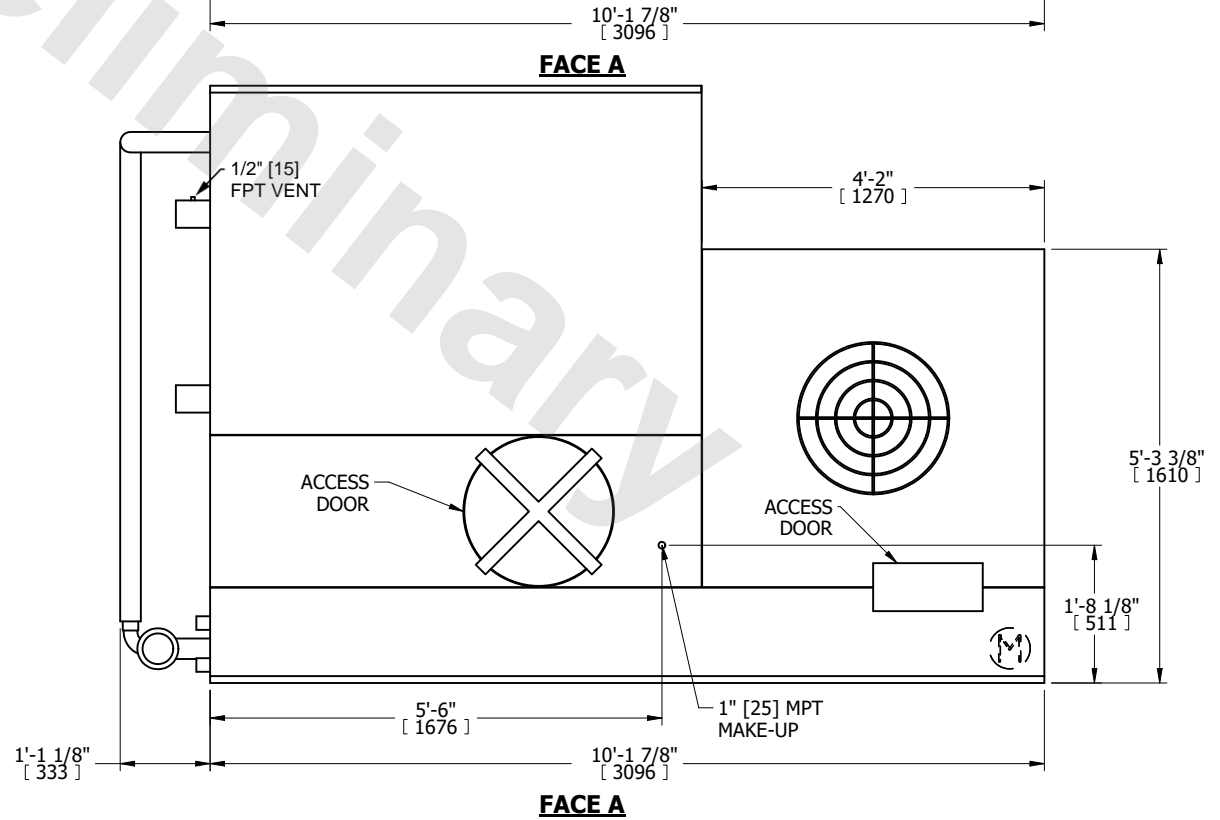 10'-1 7/8"
[ 3096 ]
FACE A
1/2" [15]
FPT VENT
4'-2"
[ 1270 ]
ACCESS
DOOR
ACCESS
DOOR
5'-3 3/8"
[ 1610 ]
1'-8 1/8"
[ 511 ]
M
5'-6"
[ 1676 ]
1" [25] MPT
MAKE-UP
1'-1 1/8"
[ 333 ]
10'-1 7/8"
[ 3096 ]
FACE A
eliminary